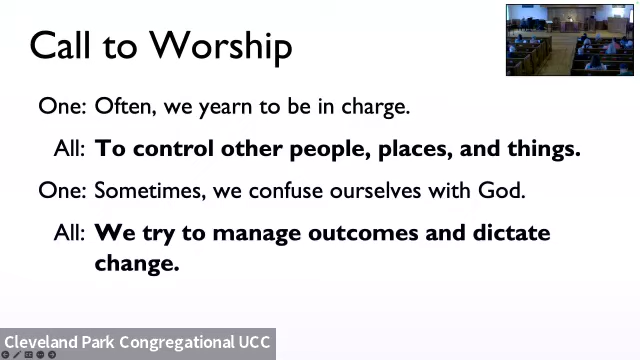 Call to Worship
One: Often, we yearn to be in charge.
All: To control other people, places, and things.
One: Sometimes, we confuse ourselves with God.
All: We try to manage outcomes and dictate
change.
Cleveland Park Congregational UCC